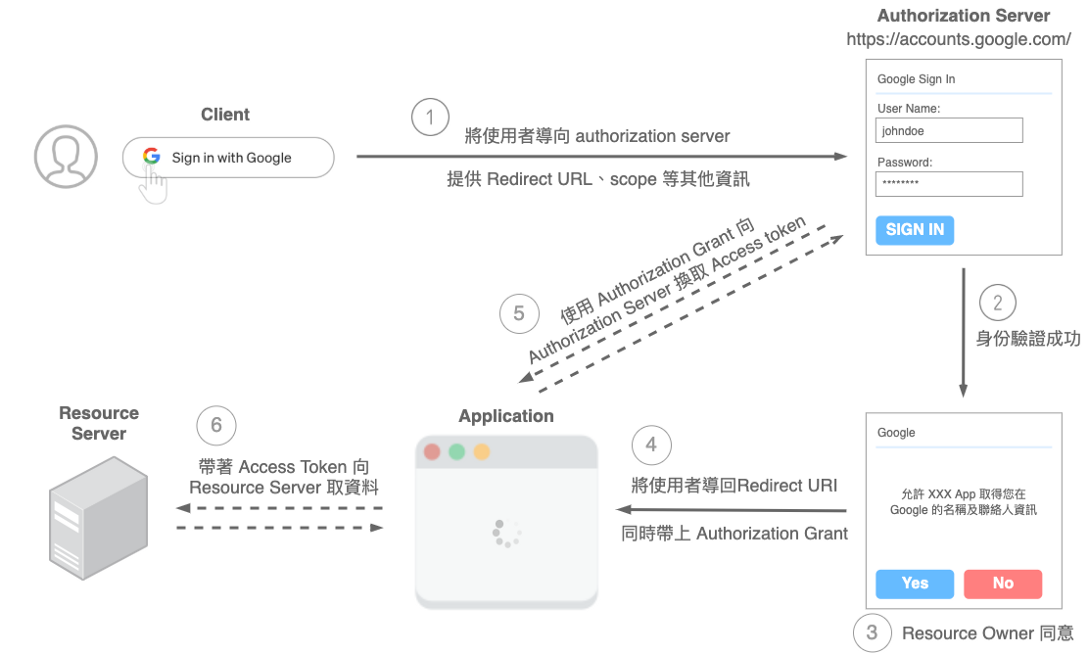 Authorization Server
https://accounts.google.com/
Google Sign In
User Name:
johndoe
Password:
********
SIGN IN
Client
Sign in with Google
1
將使用者導向 authorization server
提供 Redirect URL、scope 等其他資訊
2
身份驗證成功
5
使用 Authorization Grant 向
Authorization Server 換取 Access token
Resource
Server
6
帶著 Access Token 向
Resource Server 取資料
Application
4
將使用者導回Redirect URI
同時帶上 Authorization Grant
Google
允許 XXX App 取得您在
Google 的名稱及聯絡人資訊
Yes
No
3
Resource Owner 同意